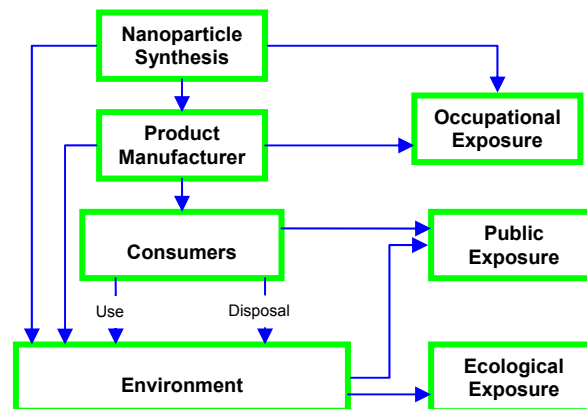 Nanoparticle
Synthesis
Product
Manufacturer
Occupational
Exposure
Consumers
Public
Exposure
Use
Disposal
Environment
Ecological
Exposure